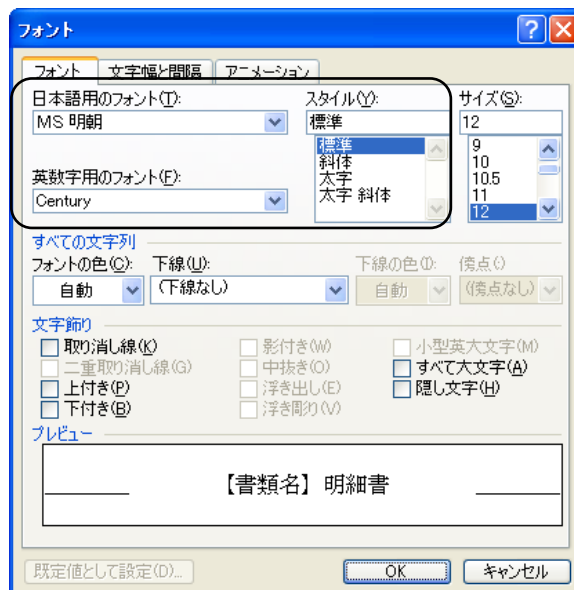 フォント
フォント 文字幅と間隔 アニメーション
日本語用のフォント(T): スタイル(Y): サイズ(S):
MS 明朝 標準 12
標準 9
斜体 10
太字 10.5
太字 斜体 11
12
英数字用のフォント(F):
Century
すべての文字列
フォントの色(C): 下線(U): 下線の色(I): 傍点(·)
自動 (下線なし) 自動 (傍点なし)
文字飾り
取り消し線(K) 影付き(W) 小型英大文字(M)
二重取り消し線(G) 中抜き(O) すべて大文字(A)
上付き(P) 浮き出し(E) 隠し文字(H)
下付き(B) 浮き彫り(V)
プレビュー
【書類名】 明細書
既定値として設定(D)... OK キャンセル